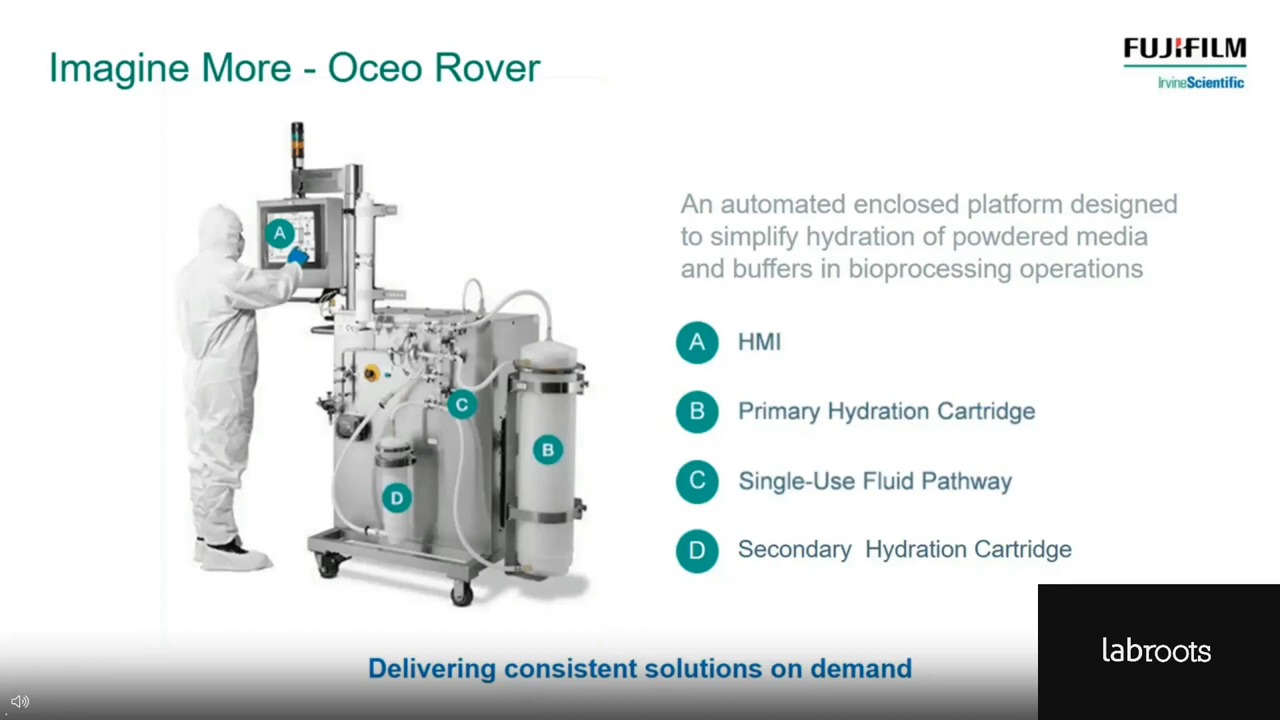 Imagine More - Oceo Rover
FUJIFILM
IrvineScientific
An automated enclosed platform designed
to simplify hydration of powdered media
and buffers in bioprocessing operations
A
A HMI
B Primary Hydration Cartridge
C
C Single-Use Fluid Pathway
B
D
D Secondary Hydration Cartridge
labroots
Delivering consistent solutions on demand